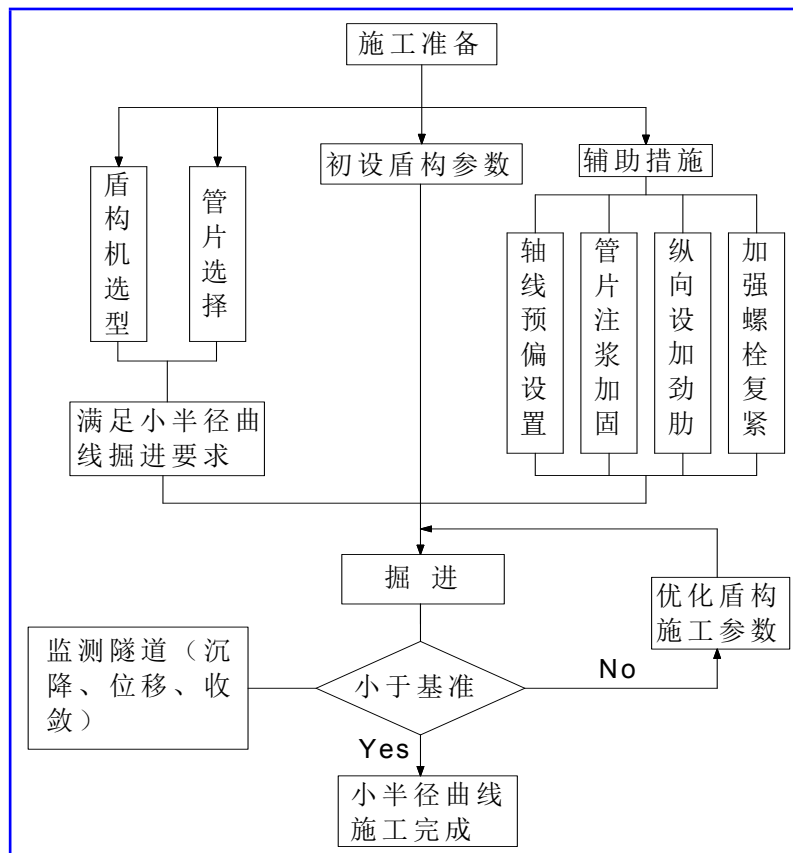 施工准备
初设盾构参数
辅助措施
盾构机选型
管片选择
轴线预偏设置
管片注浆加固
纵向设加劲肋
加强螺栓复紧
满足小半径曲
线掘进要求
掘 进
优化盾构
施工参数
监测隧道（沉
降、位移、收
敛）
小于基准
No
Yes
小半径曲线
施工完成